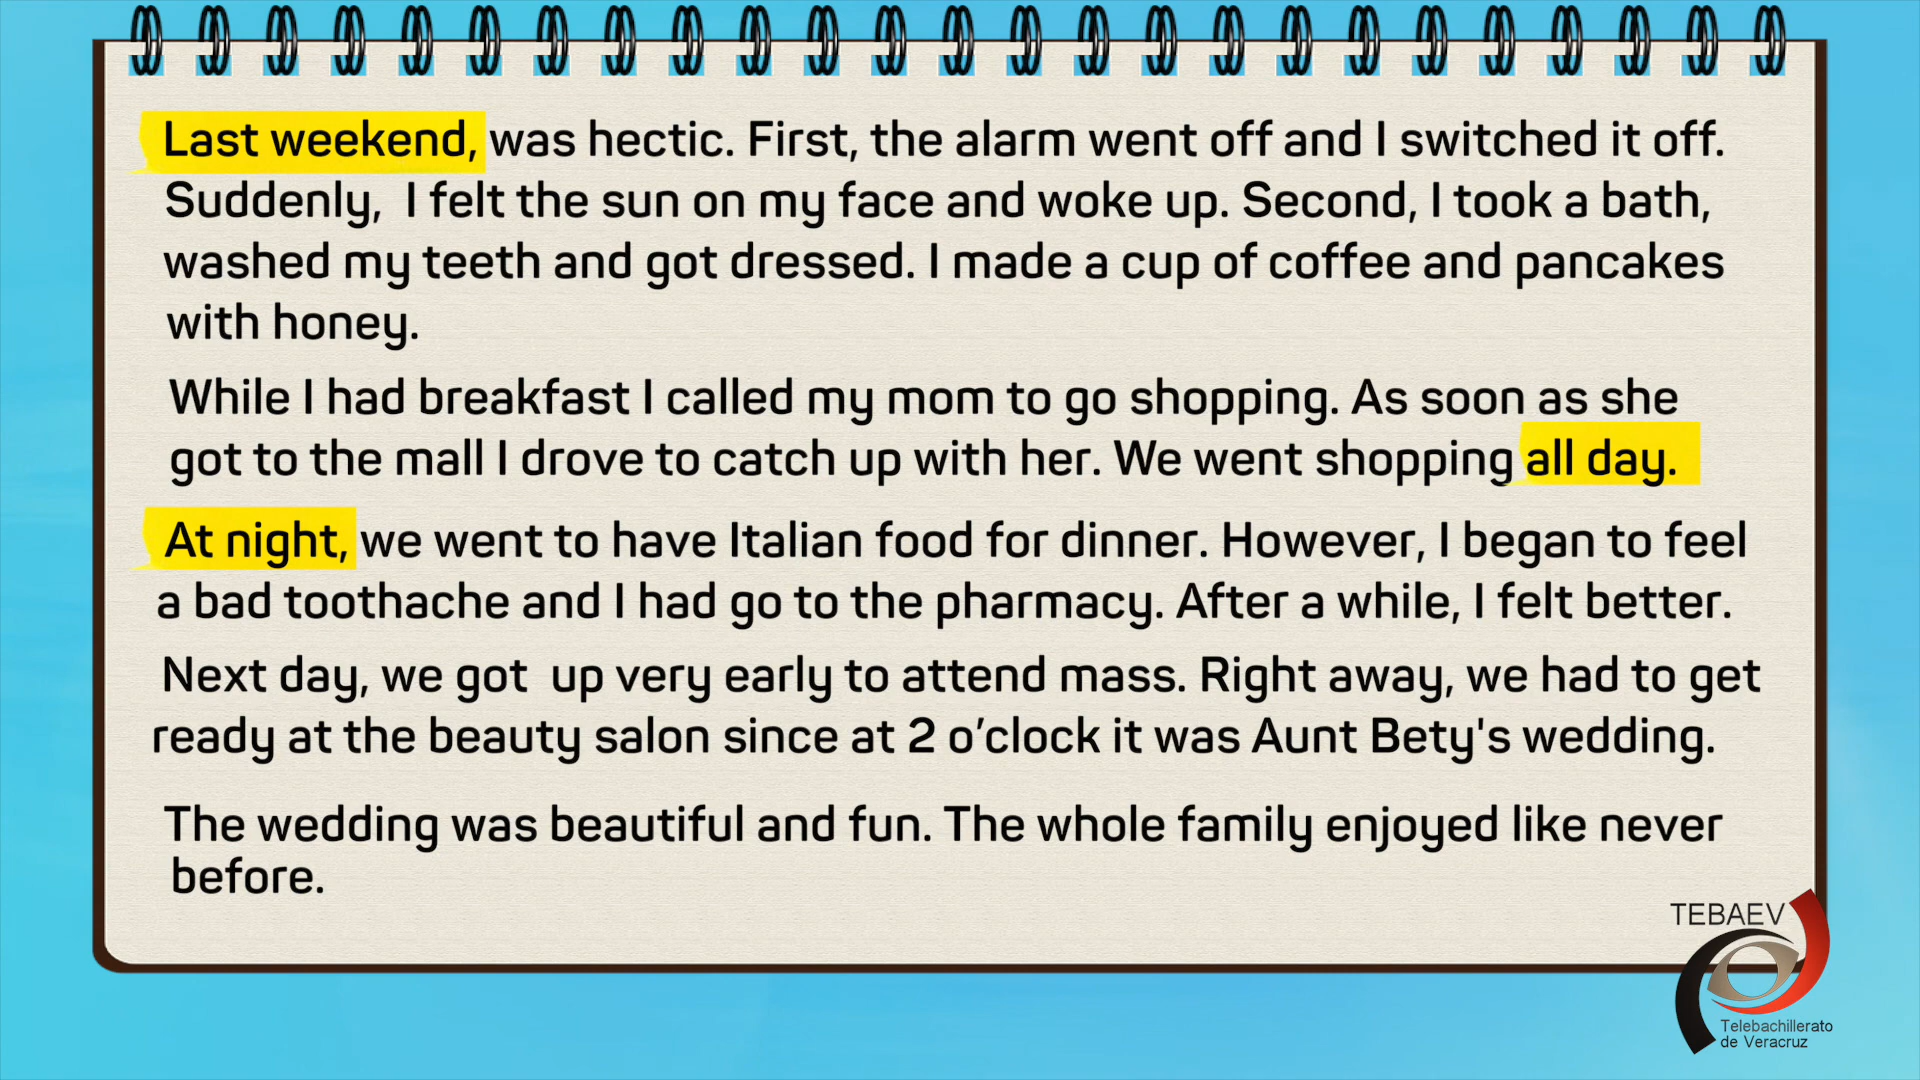 Last weekend, was hectic. First, the alarm went off and I switched it off.
Suddenly, I felt the sun on my face and woke up. Second, I took a bath,
washed my teeth and got dressed. I made a cup of coffee and pancakes
with honey.
While I had breakfast I called my mom to go shopping. As soon as she
got to the mall I drove to catch up with her. We went shopping all day.
At night, we went to have Italian food for dinner. However, I began to feel
a bad toothache and I had go to the pharmacy. After a while, I felt better.
Next day, we got up very early to attend mass. Right away, we had to get
ready at the beauty salon since at 2 o’clock it was Aunt Bety's wedding.
The wedding was beautiful and fun. The whole family enjoyed like never
before.
TEBAEV
Telebachillerato
de Veracruz